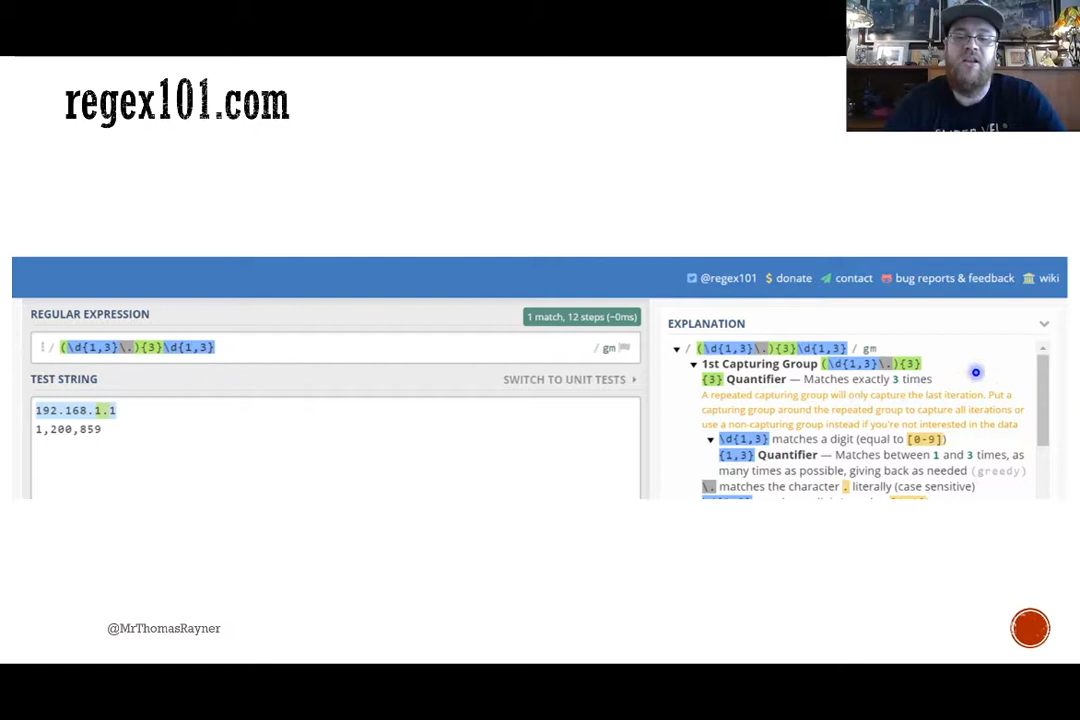 regex101.com
@regex101 donate contact bug reports & feedback wiki
REGULAR EXPRESSION
1 match, 12 steps (~0ms)
/ (\d{1,3}\.){3}\d{1,3} / gm
TEST STRING
SWITCH TO UNIT TESTS
192.168.1.1
1,200,859
EXPLANATION
/ (\d{1,3}\.){3}\d{1,3} / gm
1st Capturing Group (\d{1,3}\.){3}
{3} Quantifier — Matches exactly 3 times
A repeated capturing group will only capture the last iteration. Put a
capturing group around the repeated group to capture all iterations or
use a non-capturing group instead if you're not interested in the data
\d{1,3} matches a digit (equal to [0-9])
{1,3} Quantifier — Matches between 1 and 3 times, as
many times as possible, giving back as needed (greedy)
\. matches the character . literally (case sensitive)
@MrThomasRayner